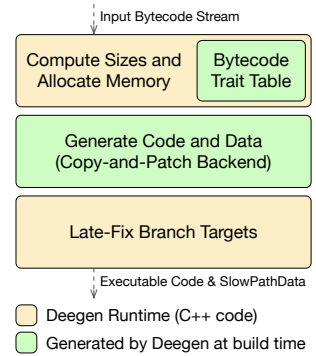 Input Bytecode Stream
Compute Sizes and
Allocate Memory
Bytecode
Trait Table
Generate Code and Data
(Copy-and-Patch Backend)
Late-Fix Branch Targets
Executable Code & SlowPathData
Deegen Runtime (C++ code)
Generated by Deegen at build time